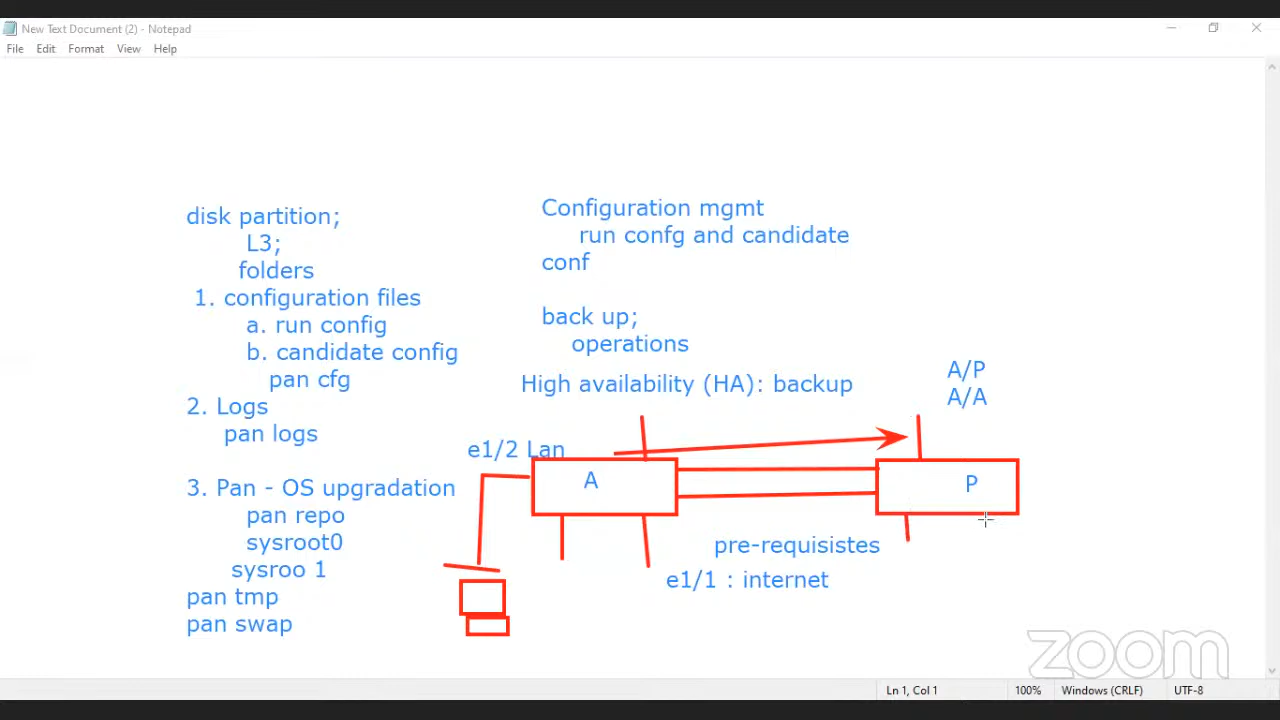 New Text Document (2) - Notepad
File Edit Format View Help
disk partition;
L3;
folders
1. configuration files
a. run config
b. candidate config
pan cfg
2. Logs
pan logs
3. Pan - OS upgradation
pan repo
sysroot0
sysroo 1
pan tmp
pan swap
Configuration mgmt
run confg and candidate
conf
back up;
operations
High availability (HA): backup
A/P
A/A
e1/2 Lan
A
P
pre-requisistes
e1/1 : internet
zoom
Ln 1, Col 1 100% Windows (CRLF) UTF-8